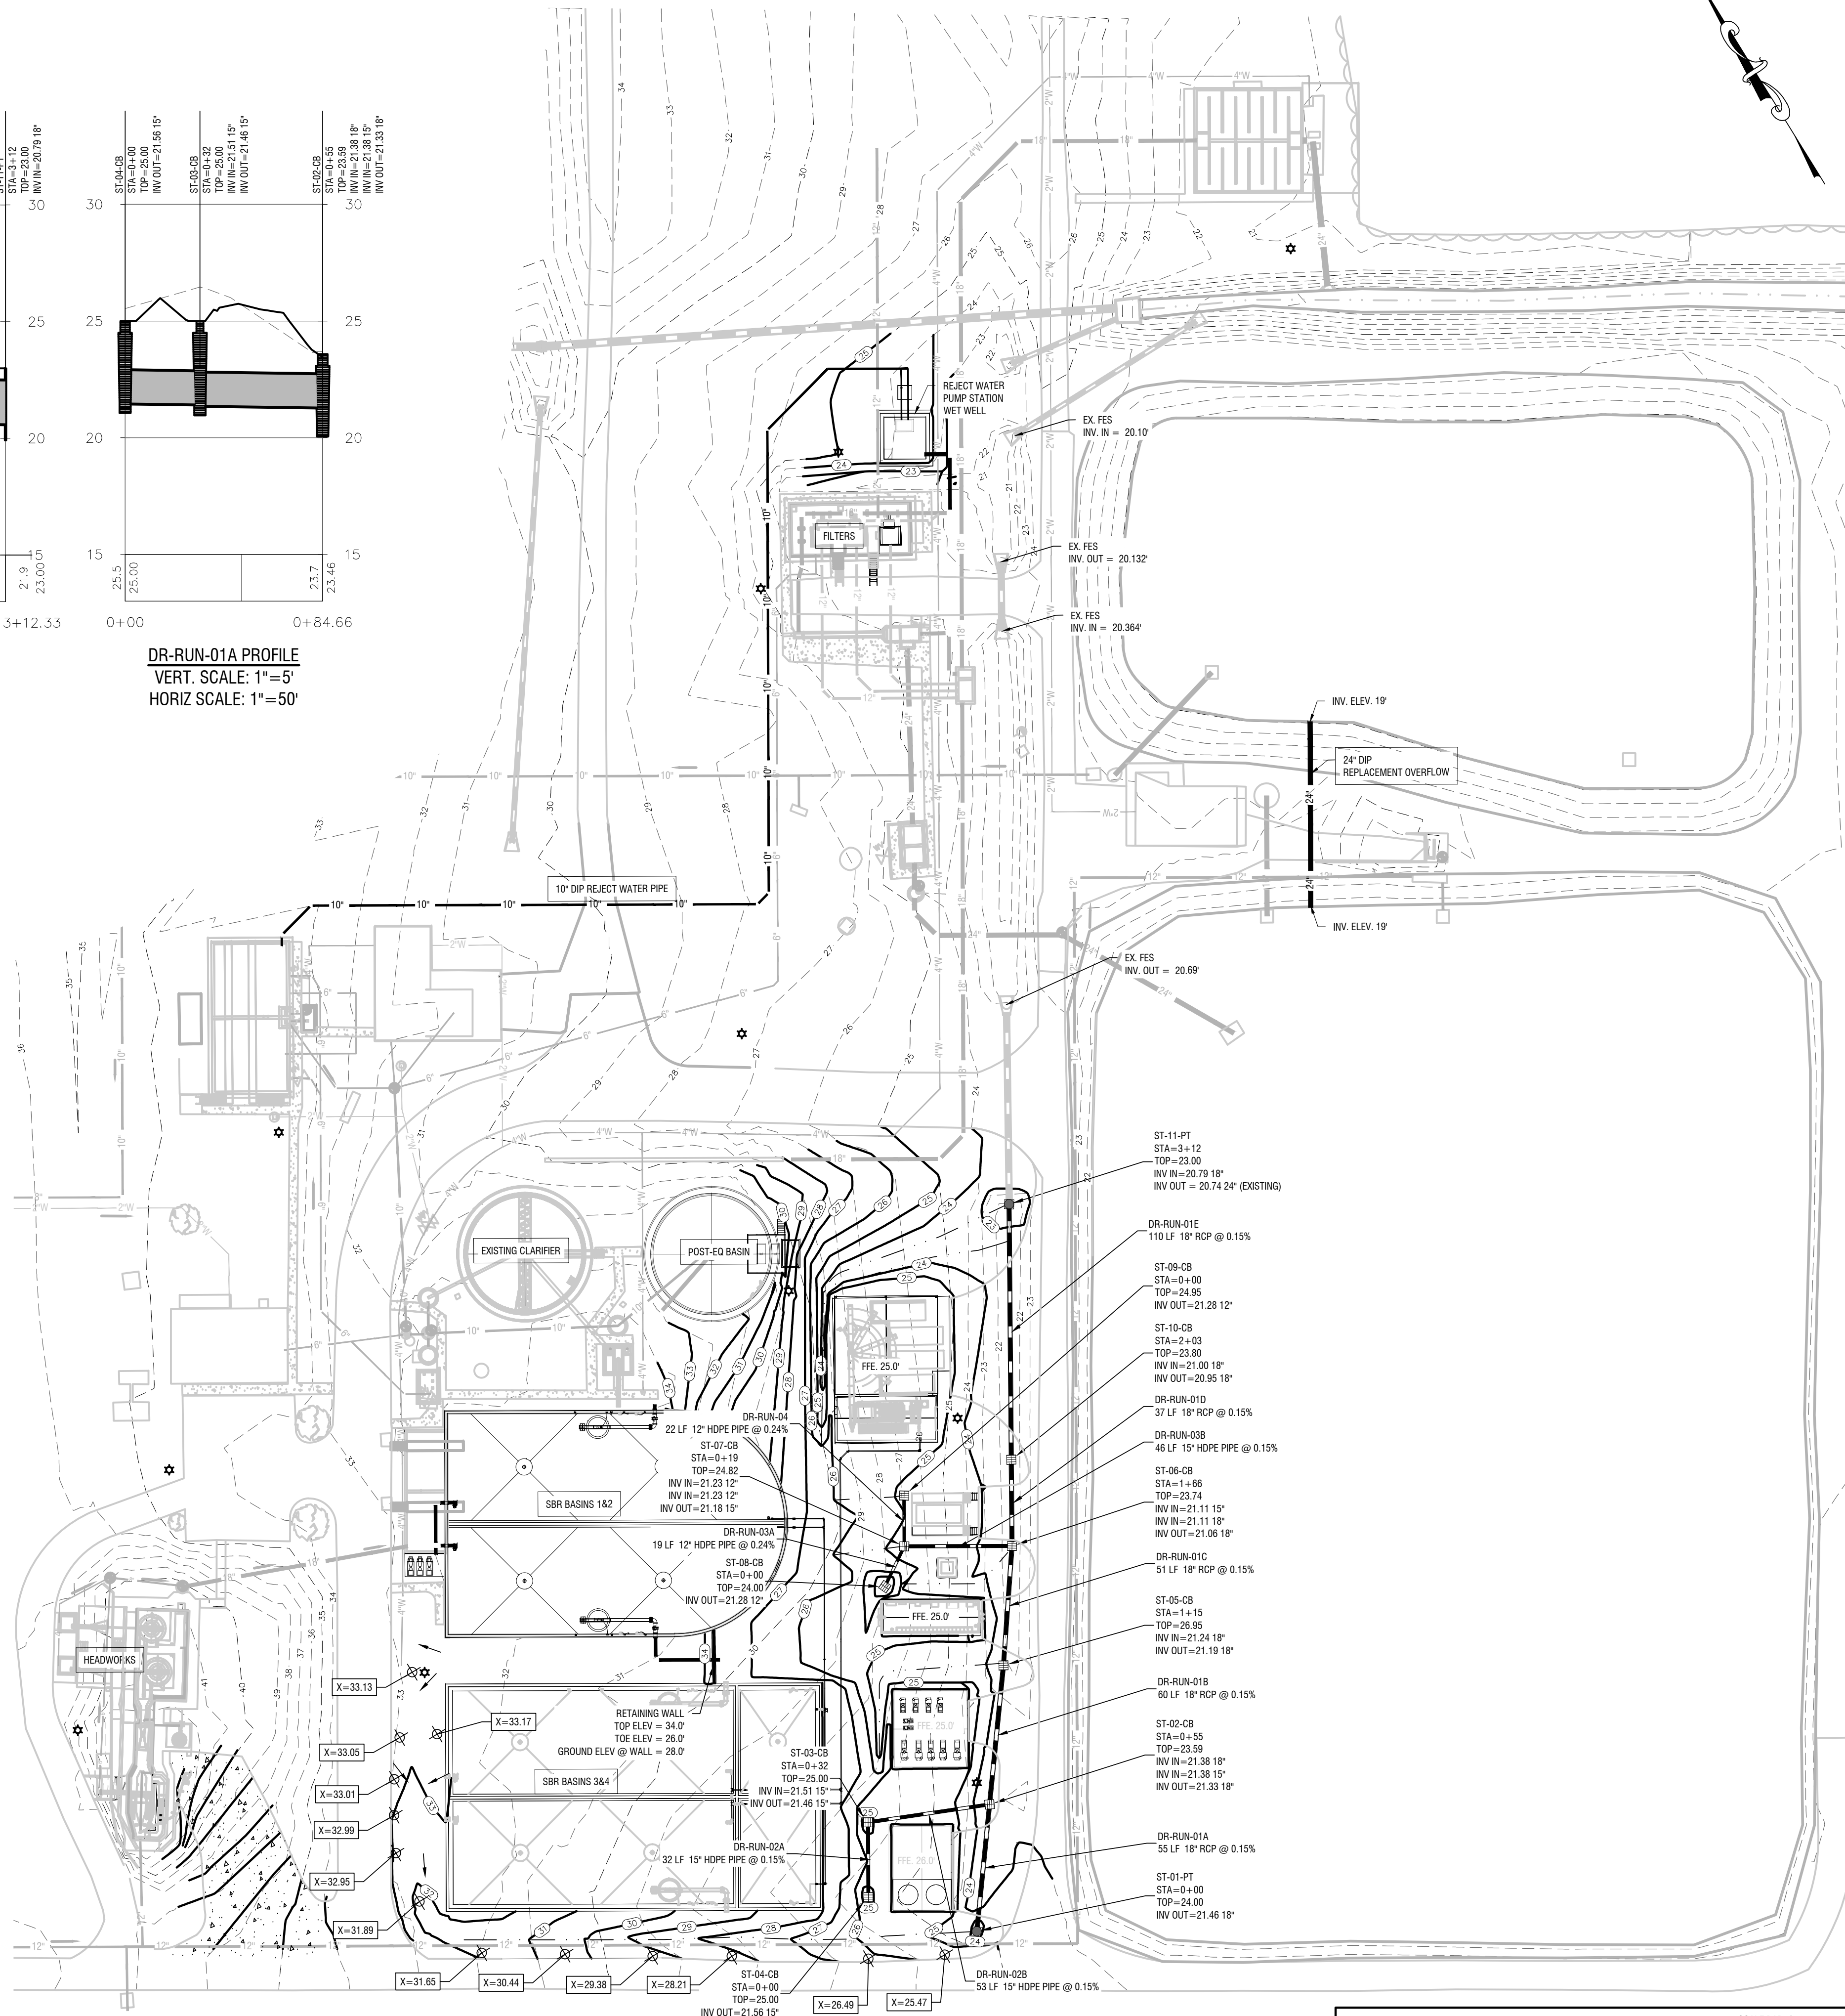 STA=3+12
TOP=23.00
INV IN=20.79 18"
30
25
20
15
21.9
23.00
3+12.33
ST-04-CB
STA=0+00
TOP=25.00
INV OUT=21.56 15"
ST-03-CB
STA=0+32
TOP=25.00
INV IN=21.51 15"
INV OUT=21.46 15"
ST-02-CB
STA=0+55
TOP=23.59
INV IN=21.38 18"
INV IN=21.38 15"
INV OUT=21.33 18"
30
30
25
25
20
20
15
15
25.5
25.00
23.7
23.46
0+00
0+84.66
DR-RUN-01A PROFILE
VERT. SCALE: 1"=5'
HORIZ SCALE: 1"=50'
REJECT WATER
PUMP STATION
WET WELL
EX. FES
INV. IN = 20.10'
FILTERS
EX. FES
INV. OUT = 20.132'
EX. FES
INV. IN = 20.364'
INV. ELEV. 19'
24" DIP
REPLACEMENT OVERFLOW
INV. ELEV. 19'
10" DIP REJECT WATER PIPE
EX. FES
INV. OUT = 20.69'
ST-11-PT
STA=3+12
TOP=23.00
INV IN=20.79 18"
INV OUT = 20.74 24" (EXISTING)
DR-RUN-01E
110 LF 18" RCP @ 0.15%
ST-09-CB
STA=0+00
TOP=24.95
INV OUT=21.28 12"
ST-10-CB
STA=2+03
TOP=23.80
INV IN=21.00 18"
INV OUT=20.95 18"
DR-RUN-01D
37 LF 18" RCP @ 0.15%
DR-RUN-03B
46 LF 15" HDPE PIPE @ 0.15%
ST-06-CB
STA=1+66
TOP=23.74
INV IN=21.11 15"
INV IN=21.11 18"
INV OUT=21.06 18"
DR-RUN-01C
51 LF 18" RCP @ 0.15%
ST-05-CB
STA=1+15
TOP=26.95
INV IN=21.24 18"
INV OUT=21.19 18"
DR-RUN-01B
60 LF 18" RCP @ 0.15%
ST-02-CB
STA=0+55
TOP=23.59
INV IN=21.38 18"
INV IN=21.38 15"
INV OUT=21.33 18"
DR-RUN-01A
55 LF 18" RCP @ 0.15%
ST-01-PT
STA=0+00
TOP=24.00
INV OUT=21.46 18"
EXISTING CLARIFIER
POST-EQ BASIN
FFE. 25.0'
DR-RUN-04
22 LF 12" HDPE PIPE @ 0.24%
ST-07-CB
STA=0+19
TOP=24.82
INV IN=21.23 12"
INV IN=21.23 12"
INV OUT=21.18 15"
SBR BASINS 1&2
DR-RUN-03A
19 LF 12" HDPE PIPE @ 0.24%
ST-08-CB
STA=0+00
TOP=24.00
INV OUT=21.28 12"
FFE. 25.0'
HEADWORKS
RETAINING WALL
TOP ELEV = 34.0'
TOE ELEV = 26.0'
GROUND ELEV @ WALL = 28.0'
FFE. 25.0'
SBR BASINS 3&4
ST-03-CB
STA=0+32
TOP=25.00
INV IN=21.51 15"
INV OUT=21.46 15"
DR-RUN-02A
32 LF 15" HDPE PIPE @ 0.15%
FFE. 26.0'
X=33.13
X=33.17
X=33.05
X=33.01
X=32.99
X=32.95
X=31.89
X=31.65
X=30.44
X=29.38
X=28.21
ST-04-CB
STA=0+00
TOP=25.00
INV OUT=21.56 15"
X=26.49
X=25.47
DR-RUN-02B
53 LF 15" HDPE PIPE @ 0.15%